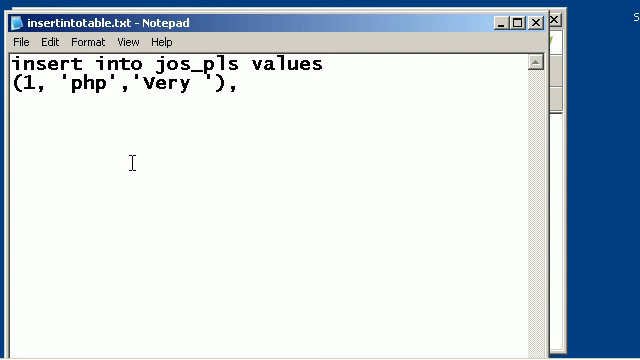 insertintotable.txt - Notepad
File Edit Format View Help
insert into jos_pls values
(1, 'php','Very '),
S